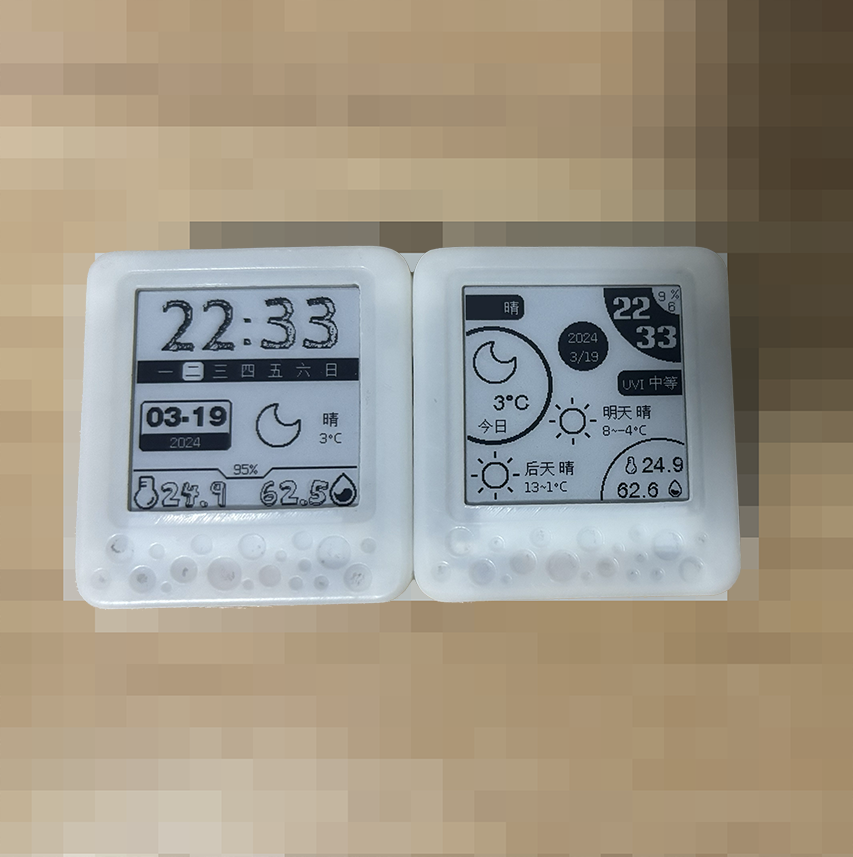 22:33
一 二 三 四 五 六 日
03-19
2024
晴
3°C
95%
24.9 62.5
晴
22
33
9%
6
2024
3/19
UVI 中等
3°C
今日
明天 晴
8~-4°C
后天 晴
13~1°C
24.9
62.6